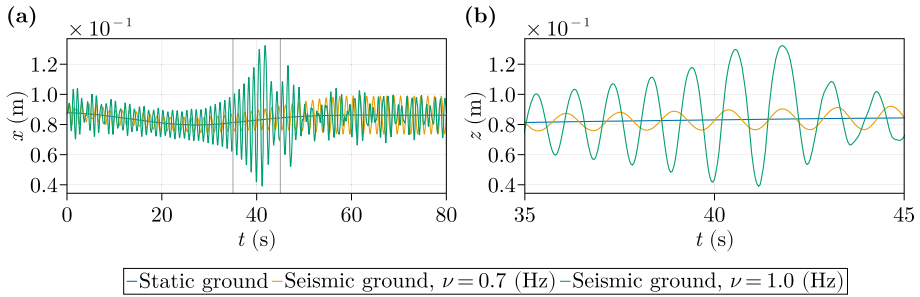 (a)
× 10⁻¹
1.2
1.0
0.8
0.6
0.4
x (m)
0 20 40 60 80
t (s)
(b)
× 10⁻¹
1.2
1.0
0.8
0.6
0.4
z (m)
35 40 45
t (s)
Static ground Seismic ground, ν = 0.7 (Hz) Seismic ground, ν = 1.0 (Hz)